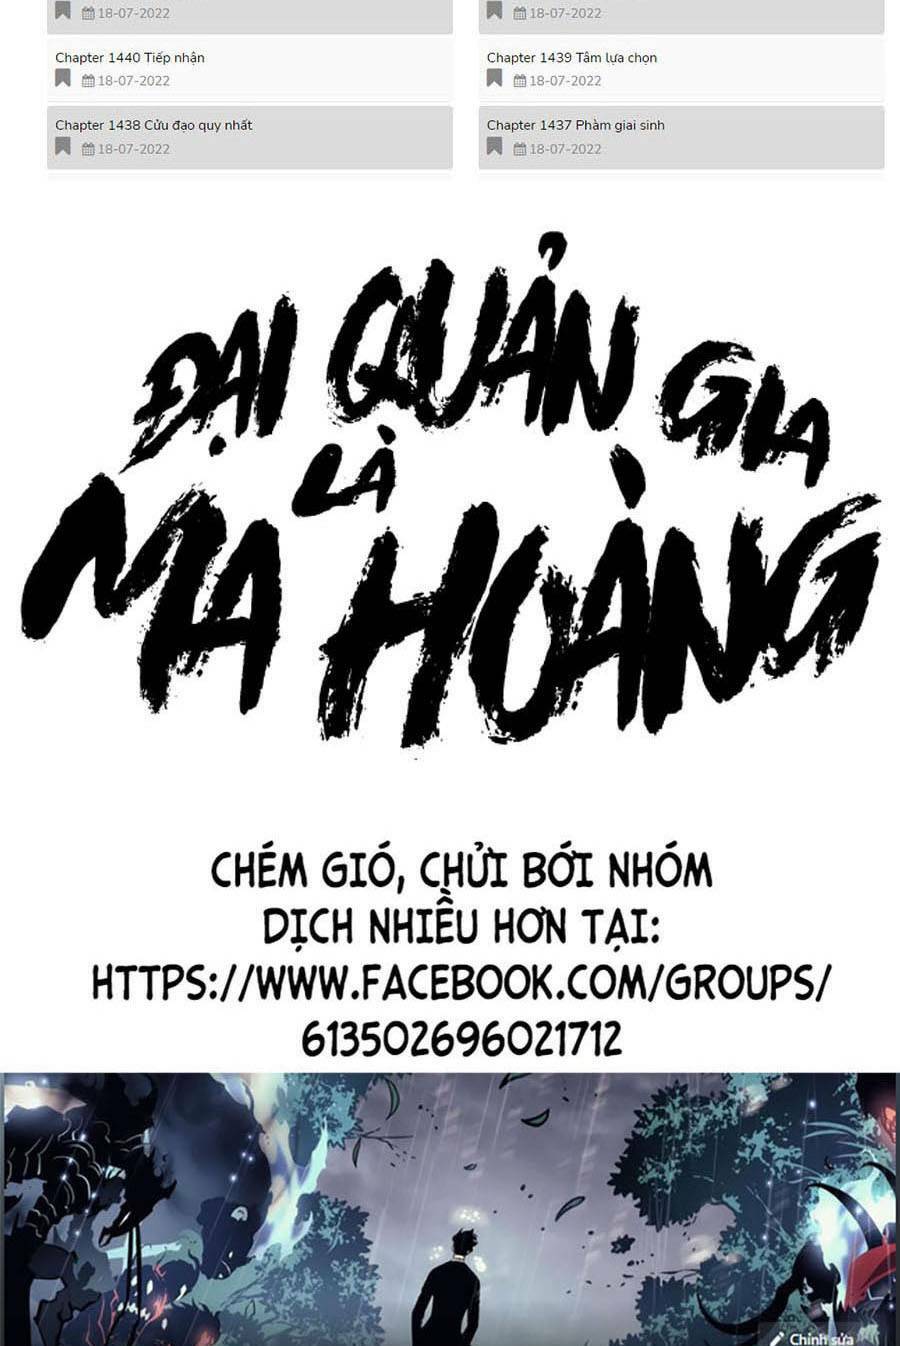 18-07-2022
18-07-2022
Chapter 1440 Tiếp nhận
18-07-2022
Chapter 1439 Tâm lựa chọn
18-07-2022
Chapter 1438 Cửu đạo quy nhất
18-07-2022
Chapter 1437 Phàm giai sinh
18-07-2022
ĐẠI QUẢN GIA
LÀ
MA HOÀNG
CHÉM GIÓ, CHỬI BỚI NHÓM
DỊCH NHIỀU HƠN TẠI:
HTTPS://WWW.FACEBOOK.COM/GROUPS/
613502696021712
Chỉnh sửa